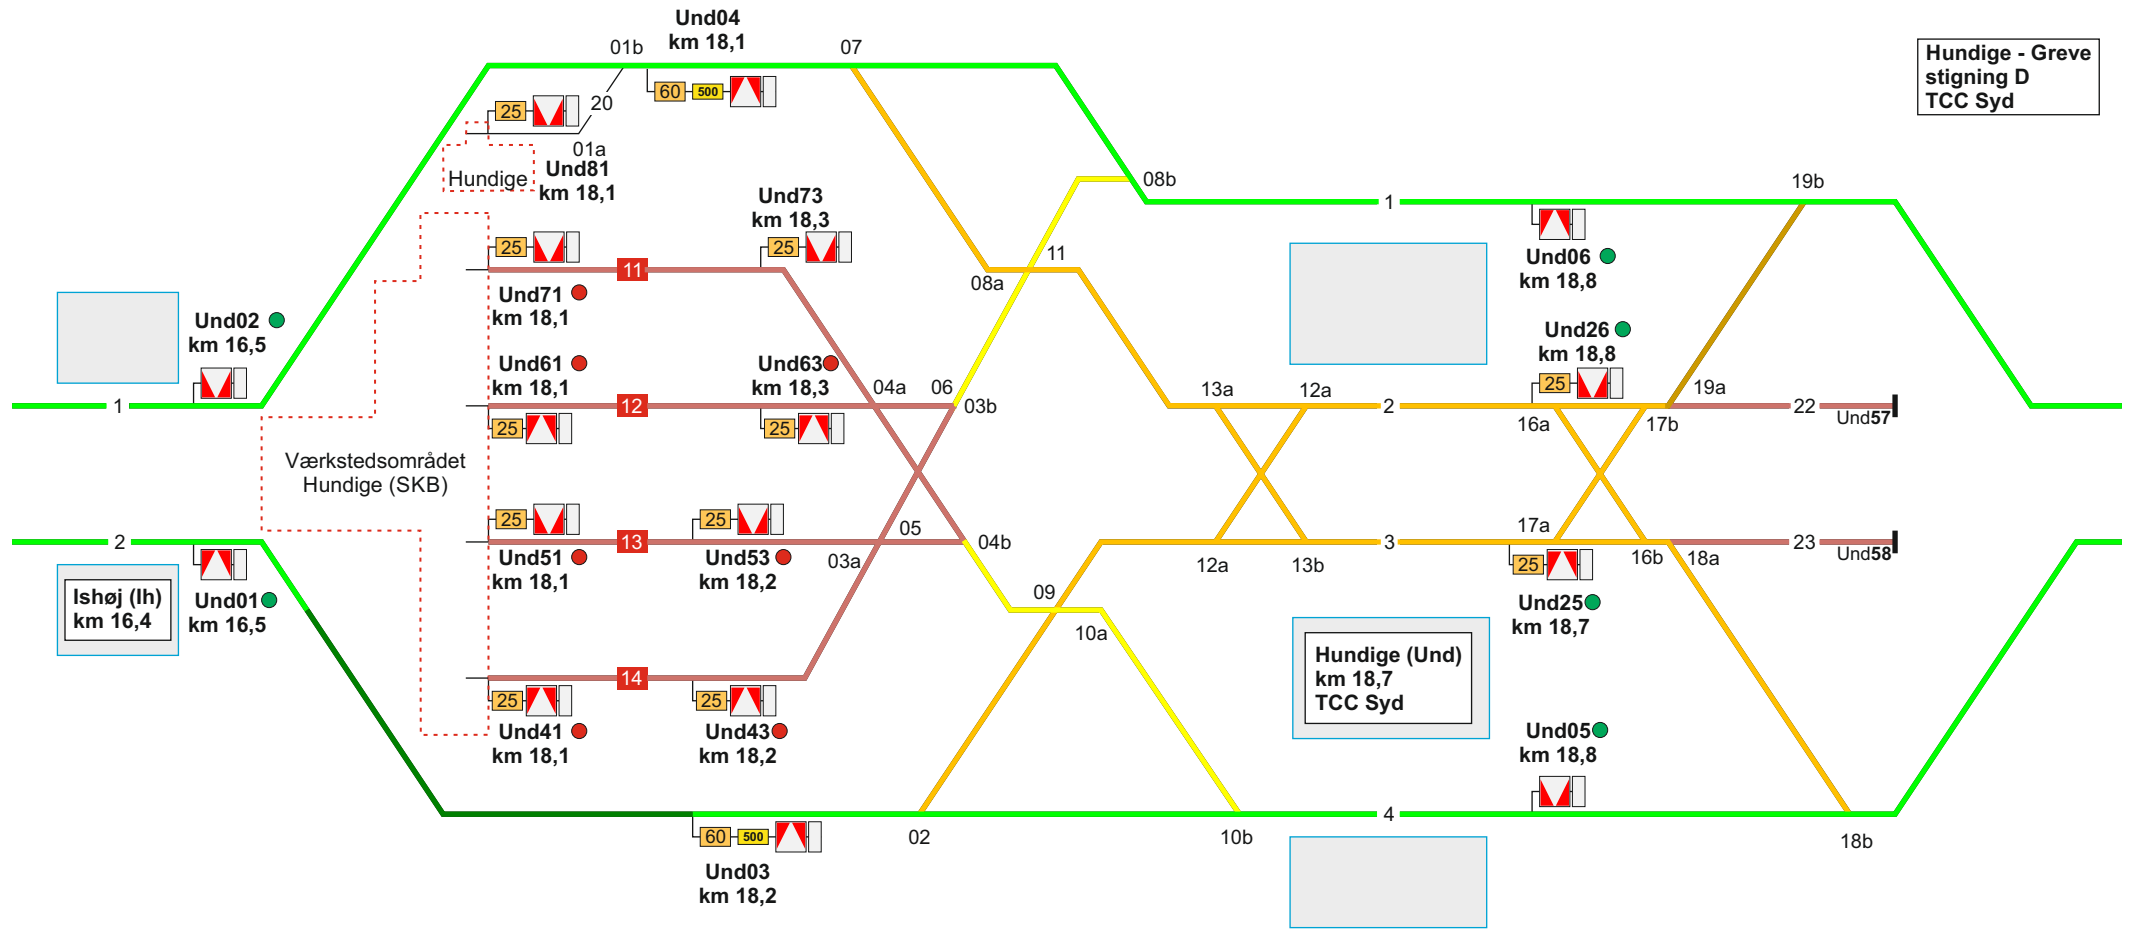 Und04
km 18,1
01b
07
Hundige - Greve
stigning D
TCC Syd
60
500
25
20
01a
Und81
km 18,1
Hundige
08b
19b
Und73
km 18,3
1
25
25
11
Und71
km 18,1
08a
11
Und06
km 18,8
Und02
km 16,5
Und26
km 18,8
Und61
km 18,1
Und63
km 18,3
04a
06
03b
13a
12a
25
19a
1
12
2
22
Und57
25
25
16a
17b
Værkstedsområdet
Hundige (SKB)
25
25
05
17a
2
13
04b
3
23
Und58
Und51
km 18,1
Und53
km 18,2
03a
12a
13b
25
16b
18a
Ishøj (Ih)
km 16,4
Und01
km 16,5
09
10a
Und25
km 18,7
14
Hundige (Und)
km 18,7
TCC Syd
25
25
Und41
km 18,1
Und43
km 18,2
Und05
km 18,8
4
60
500
02
10b
18b
Und03
km 18,2